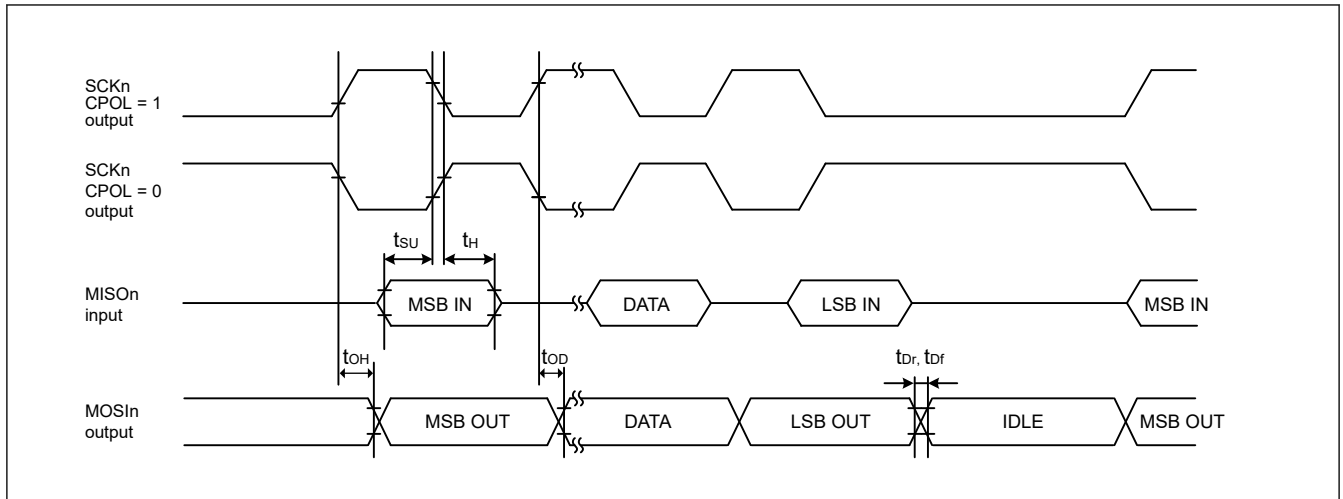 SCKn
CPOL = 1
output
SCKn
CPOL = 0
output
tSU
tH
MISOn
input
MSB IN
DATA
LSB IN
MSB IN
tOH
tOD
tDr, tDf
MOSIn
output
MSB OUT
DATA
LSB OUT
IDLE
MSB OUT